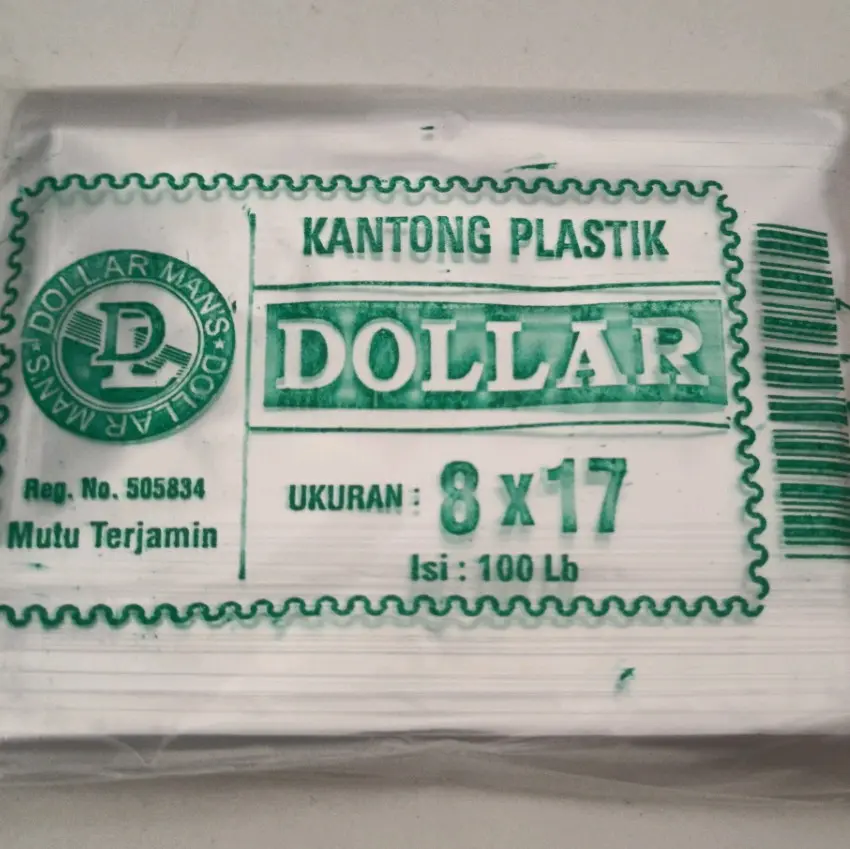 DOLLAR MAN'S ★ DOLLAR MAN'S ★
DL
Reg. No. 505834
Mutu Terjamin
KANTONG PLASTIK
DOLLAR
UKURAN : 8 x 17
Isi : 100 Lb